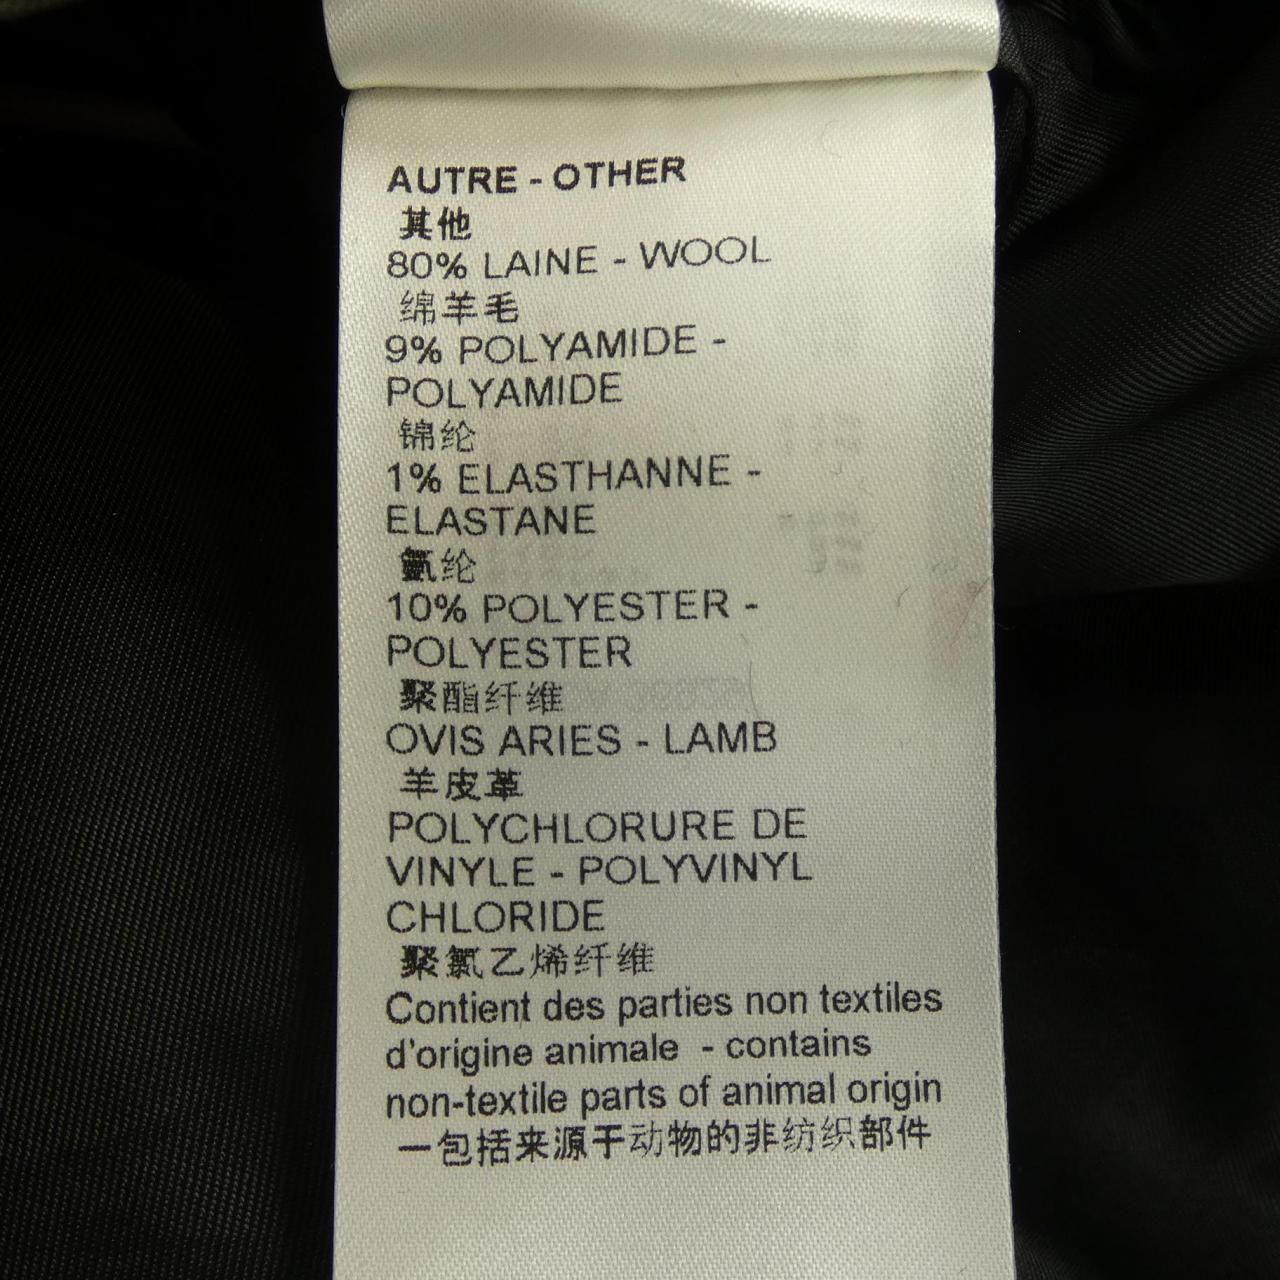 AUTRE - OTHER
其他
80% LAINE - WOOL
绵羊毛
9% POLYAMIDE -
POLYAMIDE
锦纶
1% ELASTHANNE -
ELASTANE
氨纶
10% POLYESTER -
POLYESTER
聚酯纤维
OVIS ARIES - LAMB
羊皮革
POLYCHLORURE DE
VINYLE - POLYVINYL
CHLORIDE
聚氯乙烯纤维
Contient des parties non textiles
d'origine animale - contains
non-textile parts of animal origin
一包括来源于动物的非纺织部件